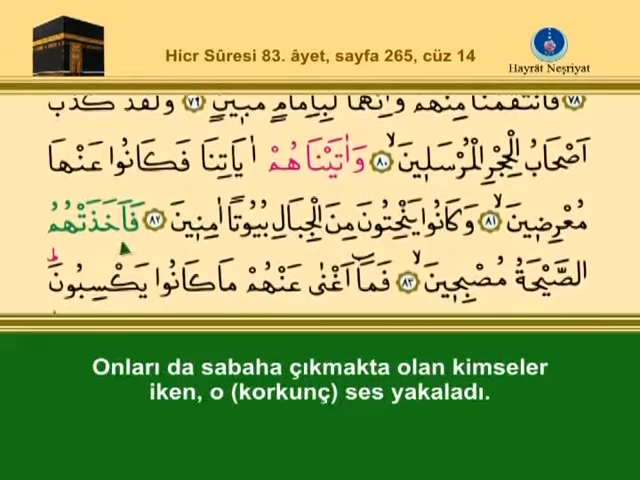 Hicr Sûresi 83. âyet, sayfa 265, cüz 14
Hayrât Neşriyat
٧٨ فَانْتَقَمْنَا مِنْهُمْ وَاِنَّهُمَا لَبِاِمَامٍ مُبٖينٍ ٧٩ وَلَقَدْ كَذَّبَ
اَصْحَابُ الْحِجْرِ الْمُرْسَلٖينَۙ ٨٠ وَاٰتَيْنَاهُمْ اٰيَاتِنَا فَكَانُوا عَنْهَا
مُعْرِضٖينَۙ ٨١ وَكَانُوا يَنْحِتُونَ مِنَ الْجِبَالِ بُيُوتًا اٰمِنٖينَ ٨٢ فَاَخَذَتْهُمُ
الصَّيْحَةُ مُصْبِحٖينَۙ ٨٣ فَمَٓا اَغْنٰى عَنْهُمْ مَا كَانُوا يَكْسِبُونَ
Onları da sabaha çıkmakta olan kimseler
iken, o (korkunç) ses yakaladı.